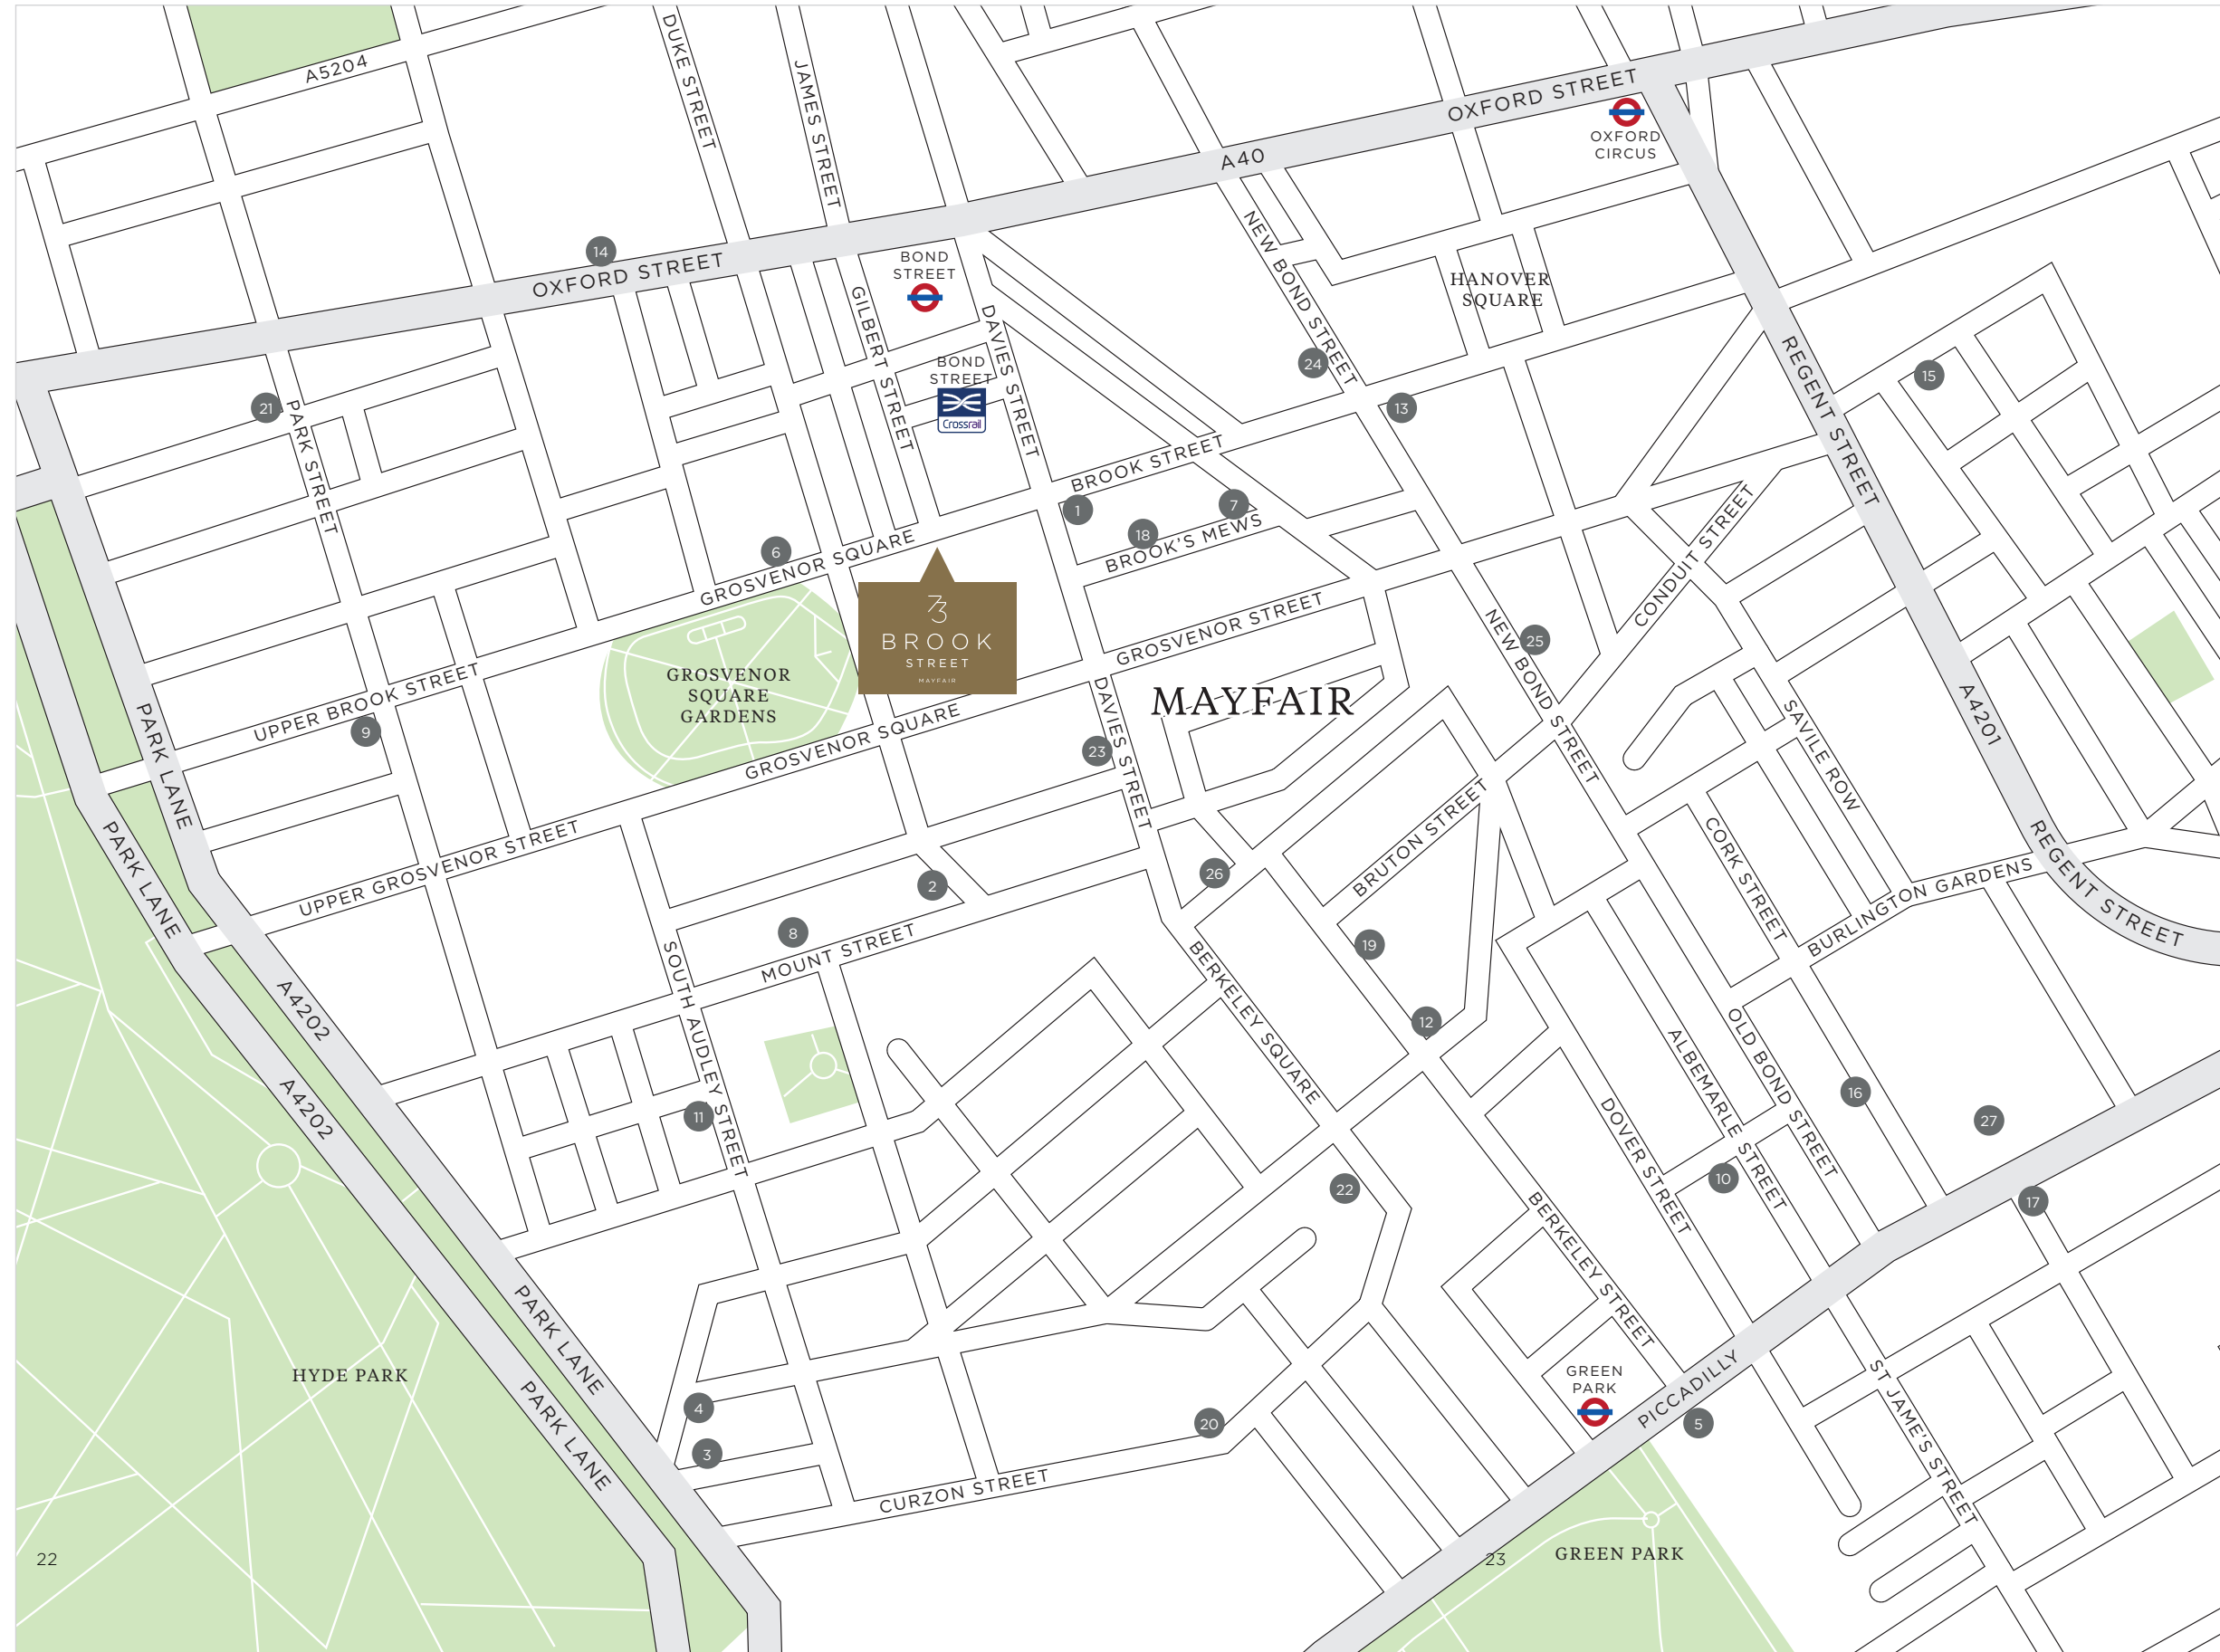 A5204
DUKE STREET
JAMES STREET
OXFORD STREET
OXFORD
CIRCUS
A40
14
OXFORD STREET
BOND
STREET
NEW BOND STREET
HANOVER
SQUARE
GILBERT STREET
DAVIES STREET
BOND
STREET
Crossrail
24
13
REGENT STREET
15
21
PARK STREET
BROOK STREET
1
7
18
BROOK'S MEWS
CONDUIT STREET
6
GROSVENOR SQUARE
73
BROOK
STREET
MAYFAIR
GROSVENOR STREET
NEW BOND STREET
25
GROSVENOR
SQUARE
GARDENS
MAYFAIR
UPPER BROOK STREET
9
PARK LANE
GROSVENOR SQUARE
DAVIES STREET
23
SAVILE ROW
A4201
PARK LANE
UPPER GROSVENOR STREET
BRUTON STREET
CORK STREET
REGENT STREET
BURLINGTON GARDENS
26
2
8
MOUNT STREET
19
12
SOUTH AUDLEY STREET
BERKELEY SQUARE
A4202
A4202
11
OLD BOND STREET
ALBEMARLE STREET
DOVER STREET
16
27
10
17
22
BERKELEY STREET
PARK LANE
PARK LANE
HYDE PARK
4
3
20
CURZON STREET
GREEN
PARK
PICCADILLY
5
ST JAMES'S STREET
GREEN PARK
22
23